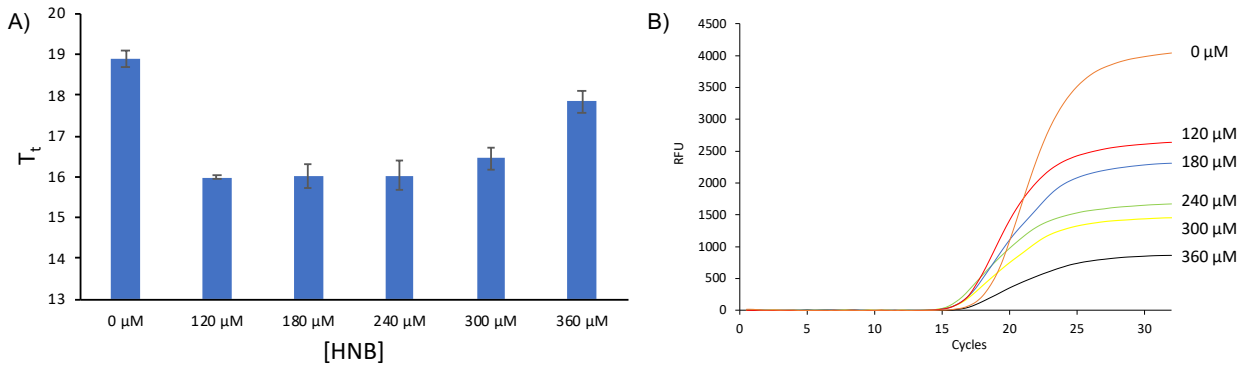 A)
20
19
18
17
16
15
14
13
Tt
0 µM 120 µM 180 µM 240 µM 300 µM 360 µM
[HNB]
B)
4500
4000
3500
3000
2500
2000
1500
1000
500
0
RFU
0 5 10 15 20 25 30
Cycles
0 µM
120 µM
180 µM
240 µM
300 µM
360 µM